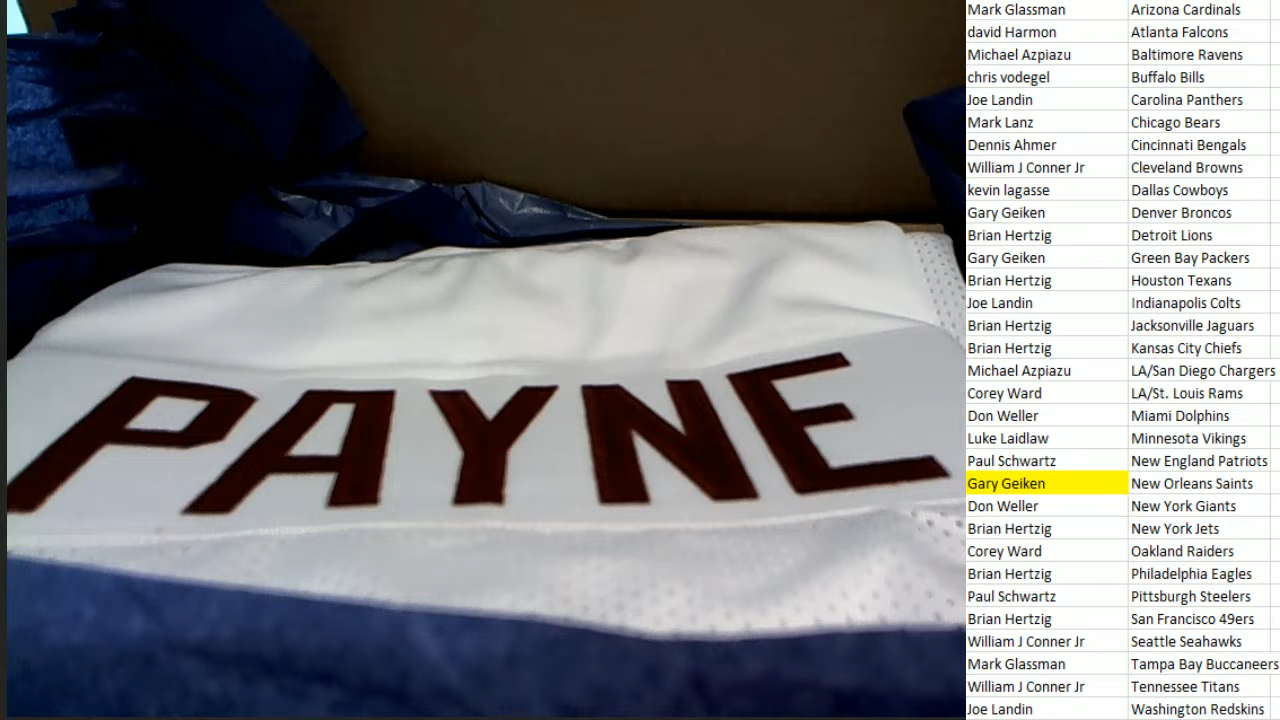 PAYNE
Mark Glassman Arizona Cardinals
david Harmon Atlanta Falcons
Michael Azpiazu Baltimore Ravens
chris vodegel Buffalo Bills
Joe Landin Carolina Panthers
Mark Lanz Chicago Bears
Dennis Ahmer Cincinnati Bengals
William J Conner Jr Cleveland Browns
kevin lagasse Dallas Cowboys
Gary Geiken Denver Broncos
Brian Hertzig Detroit Lions
Gary Geiken Green Bay Packers
Brian Hertzig Houston Texans
Joe Landin Indianapolis Colts
Brian Hertzig Jacksonville Jaguars
Brian Hertzig Kansas City Chiefs
Michael Azpiazu LA/San Diego Chargers
Corey Ward LA/St. Louis Rams
Don Weller Miami Dolphins
Luke Laidlaw Minnesota Vikings
Paul Schwartz New England Patriots
Gary Geiken New Orleans Saints
Don Weller New York Giants
Brian Hertzig New York Jets
Corey Ward Oakland Raiders
Brian Hertzig Philadelphia Eagles
Paul Schwartz Pittsburgh Steelers
Brian Hertzig San Francisco 49ers
William J Conner Jr Seattle Seahawks
Mark Glassman Tampa Bay Buccaneers
William J Conner Jr Tennessee Titans
Joe Landin Washington Redskins